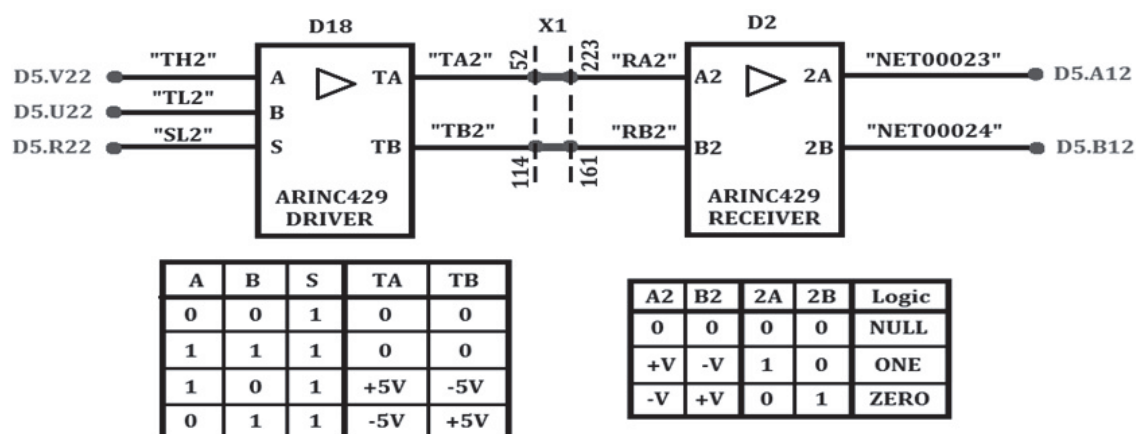 D18 X1 D2
D5.V22 "TH2" A TA "TA2" 52 223 "RA2" A2 2A "NET00023" D5.A12
D5.U22 "TL2" B
D5.R22 "SL2" S TB "TB2" 114 161 "RB2" B2 2B "NET00024" D5.B12
ARINC429 ARINC429
DRIVER RECEIVER
A B S TA TB
0 0 1 0 0
1 1 1 0 0
1 0 1 +5V -5V
0 1 1 -5V +5V
A2 B2 2A 2B Logic
0 0 0 0 NULL
+V -V 1 0 ONE
-V +V 0 1 ZERO